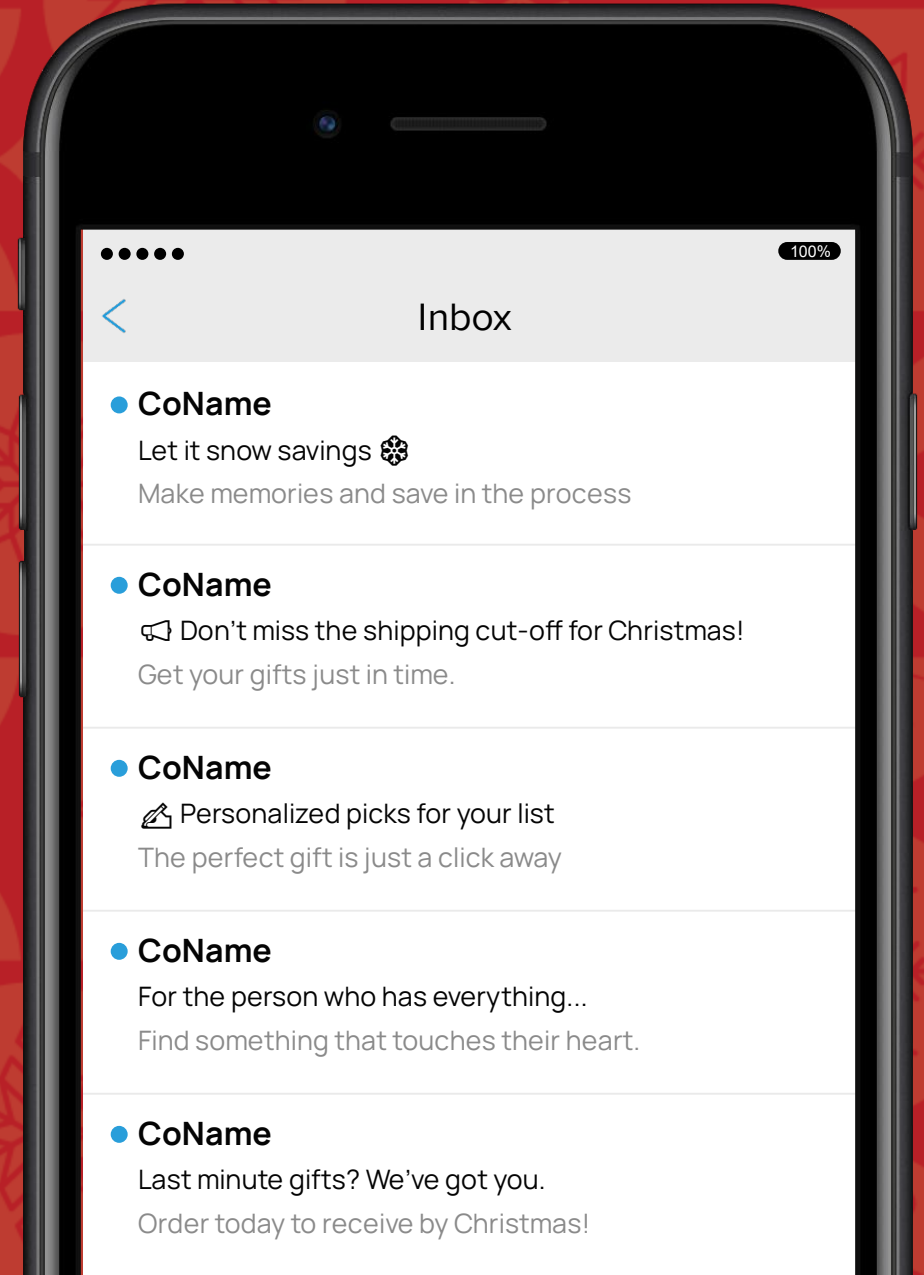 100%
Inbox
CoName
Let it snow savings
Make memories and save in the process
CoName
Don’t miss the shipping cut-off for Christmas!
Get your gifts just in time.
CoName
Personalized picks for your list
The perfect gift is just a click away
CoName
For the person who has everything...
Find something that touches their heart.
CoName
Last minute gifts? We’ve got you.
Order today to receive by Christmas!